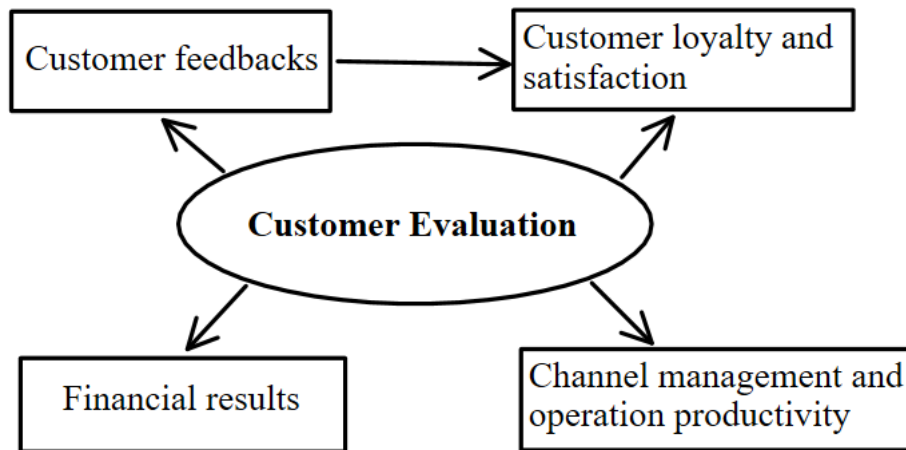 Customer feedbacks
Customer loyalty and
satisfaction
Customer Evaluation
Financial results
Channel management and
operation productivity